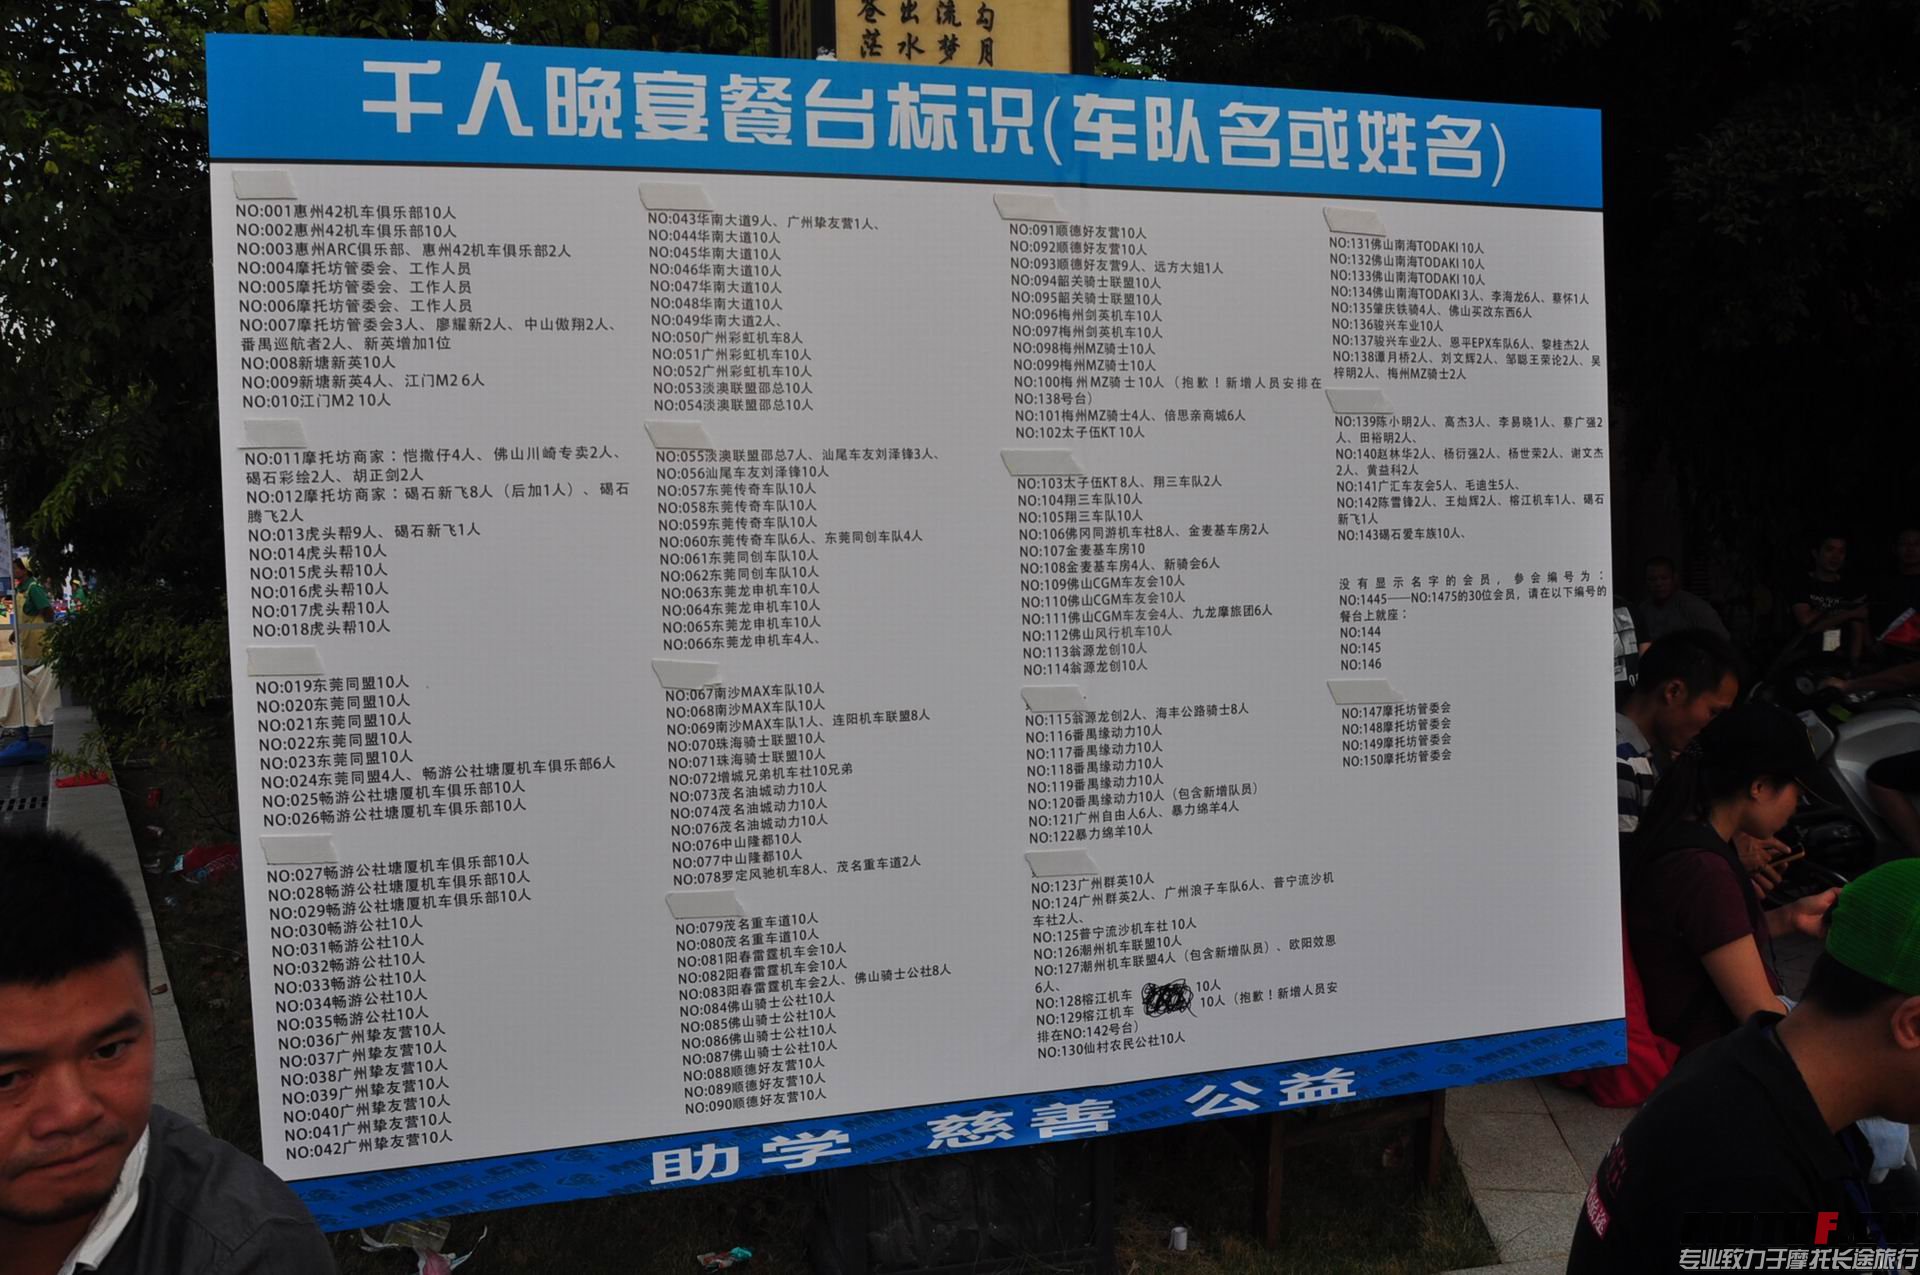 苍 出 流 勾
茫 水 梦 月
千人晚宴餐台标识(车队名或姓名)
NO:001惠州42机车俱乐部10人
NO:002惠州42机车俱乐部10人
NO:003惠州ARC俱乐部、惠州42机车俱乐部2人
NO:004摩托坊管委会、工作人员
NO:005摩托坊管委会、工作人员
NO:006摩托坊管委会、工作人员
NO:007摩托坊管委会3人、廖耀新2人、中山傲翔2人、
番禺巡航者2人、新英增加1位
NO:008新塘新英10人
NO:009新塘新英4人、江门M2 6人
NO:010江门M2 10人
NO:011摩托坊商家：恺撒仔4人、佛山川崎专卖2人、
碣石彩绘2人、胡正剑2人
NO:012摩托坊商家：碣石新飞8人（后加1人）、碣石
腾飞2人
NO:013虎头帮9人、碣石新飞1人
NO:014虎头帮10人
NO:015虎头帮10人
NO:016虎头帮10人
NO:017虎头帮10人
NO:018虎头帮10人
NO:019东莞同盟10人
NO:020东莞同盟10人
NO:021东莞同盟10人
NO:022东莞同盟10人
NO:023东莞同盟10人
NO:024东莞同盟4人、畅游公社塘厦机车俱乐部6人
NO:025畅游公社塘厦机车俱乐部10人
NO:026畅游公社塘厦机车俱乐部10人
NO:027畅游公社塘厦机车俱乐部10人
NO:028畅游公社塘厦机车俱乐部10人
NO:029畅游公社塘厦机车俱乐部10人
NO:030畅游公社10人
NO:031畅游公社10人
NO:032畅游公社10人
NO:033畅游公社10人
NO:034畅游公社10人
NO:035畅游公社10人
NO:036广州挚友营10人
NO:037广州挚友营10人
NO:038广州挚友营10人
NO:039广州挚友营10人
NO:040广州挚友营10人
NO:041广州挚友营10人
NO:042广州挚友营10人
NO:043华南大道9人、广州挚友营1人、
NO:044华南大道10人
NO:045华南大道10人
NO:046华南大道10人
NO:047华南大道10人
NO:048华南大道10人
NO:049华南大道2人、
NO:050广州彩虹机车8人
NO:051广州彩虹机车10人
NO:052广州彩虹机车10人
NO:053淡澳联盟邵总10人
NO:054淡澳联盟邵总10人
NO:055淡澳联盟邵总7人、汕尾车友刘泽锋3人、
NO:056汕尾车友刘泽锋10人
NO:057东莞传奇车队10人
NO:058东莞传奇车队10人
NO:059东莞传奇车队10人
NO:060东莞传奇车队6人、东莞同创车队4人
NO:061东莞同创车队10人
NO:062东莞同创车队10人
NO:063东莞龙申机车10人
NO:064东莞龙申机车10人
NO:065东莞龙申机车10人
NO:066东莞龙申机车4人、
NO:067南沙MAX车队10人
NO:068南沙MAX车队10人
NO:069南沙MAX车队1人、连阳机车联盟8人
NO:070珠海骑士联盟10人
NO:071珠海骑士联盟10人
NO:072增城兄弟机车社10兄弟
NO:073茂名油城动力10人
NO:074茂名油城动力10人
NO:076茂名油城动力10人
NO:076中山隆都10人
NO:077中山隆都10人
NO:078罗定风驰机车8人、茂名重车道2人
NO:079茂名重车道10人
NO:080茂名重车道10人
NO:081阳春雷霆机车会10人
NO:082阳春雷霆机车会10人
NO:083阳春雷霆机车会2人、佛山骑士公社8人
NO:084佛山骑士公社10人
NO:085佛山骑士公社10人
NO:086佛山骑士公社10人
NO:087佛山骑士公社10人
NO:088顺德好友营10人
NO:089顺德好友营10人
NO:090顺德好友营10人
NO:091顺德好友营10人
NO:092顺德好友营10人
NO:093顺德好友营9人、远方大姐1人
NO:094韶关骑士联盟10人
NO:095韶关骑士联盟10人
NO:096梅州剑英机车10人
NO:097梅州剑英机车10人
NO:098梅州MZ骑士10人
NO:099梅州MZ骑士10人
NO:100梅州MZ骑士10人（抱歉！新增人员安排在
NO:138号台）
NO:101梅州MZ骑士4人、倍思亲商城6人
NO:102太子伍KT 10人
NO:103太子伍KT 8人、翔三车队2人
NO:104翔三车队10人
NO:105翔三车队10人
NO:106佛冈同游机车社8人、金麦基车房2人
NO:107金麦基车房10
NO:108金麦基车房4人、新骑会6人
NO:109佛山CGM车友会10人
NO:110佛山CGM车友会10人
NO:111佛山CGM车友会4人、九龙摩旅团6人
NO:112佛山风行机车10人
NO:113翁源龙创10人
NO:114翁源龙创10人
NO:115翁源龙创2人、海丰公路骑士8人
NO:116番禺缘动力10人
NO:117番禺缘动力10人
NO:118番禺缘动力10人
NO:119番禺缘动力10人
NO:120番禺缘动力10人（包含新增队员）
NO:121广州自由人6人、暴力绵羊4人
NO:122暴力绵羊10人
NO:123广州群英10人
NO:124广州群英2人、广州浪子车队6人、普宁流沙机
车社2人、
NO:125普宁流沙机车社 10人
NO:126潮州机车联盟10人
NO:127潮州机车联盟4人（包含新增队员）、欧阳效恩
6人、
NO:128榕江机车 10人
NO:129榕江机车 10人（抱歉！新增人员安
排在NO:142号台）
NO:130仙村农民公社10人
NO:131佛山南海TODAKI 10人
NO:132佛山南海TODAKI 10人
NO:133佛山南海TODAKI 10人
NO:134佛山南海TODAKI 3人、李海龙6人、蔡怀1人
NO:135肇庆铁骑4人、佛山买改东西6人
NO:136骏兴车业10人
NO:137骏兴车业2人、恩平EPX车队6人、黎桂杰2人
NO:138谭月桥2人、刘文辉2人、邹聪王荣论2人、吴
梓明2人、梅州MZ骑士2人
NO:139陈小明2人、高杰3人、李易晓1人、蔡广强2
人、田裕明2人、
NO:140赵林华2人、杨衍强2人、杨世荣2人、谢文杰
2人、黄益科2人
NO:141广汇车友会5人、毛迪生5人、
NO:142陈雪锋2人、王灿辉2人、榕江机车1人、碣石
新飞1人
NO:143碣石爱车族10人、
没有显示名字的会员，参会编号为：
NO:1445——NO:1475的30位会员，请在以下编号的
餐台上就座：
NO:144
NO:145
NO:146
NO:147摩托坊管委会
NO:148摩托坊管委会
NO:149摩托坊管委会
NO:150摩托坊管委会
助学 慈善 公益
MOTOF.CN
专业致力于摩托长途旅行